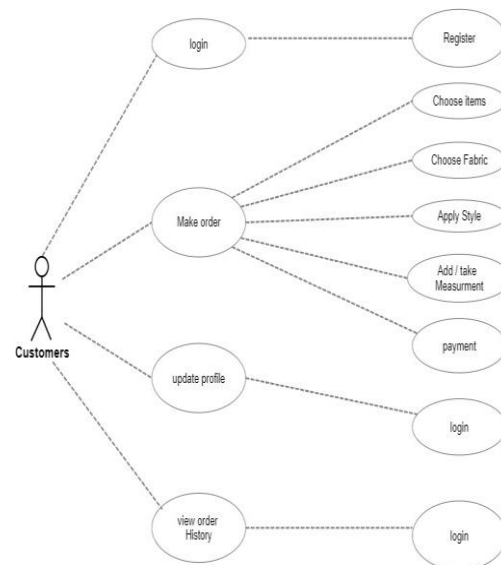 login
Register
Choose items
Choose Fabric
Make order
Apply Style
Add / take
Measurment
Customers
payment
update profile
login
view order
History
login